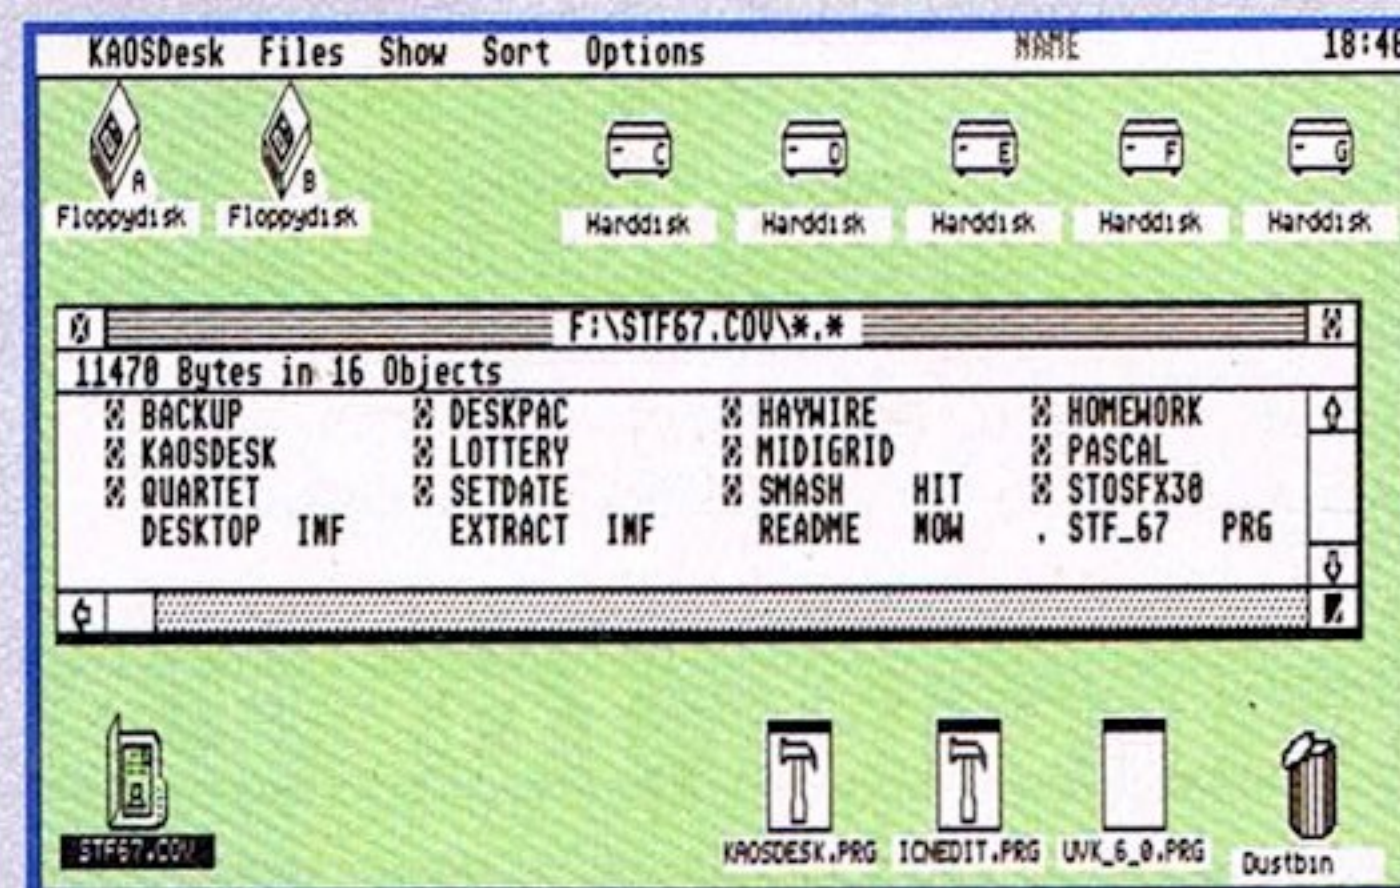 KAOSDesk Files Show Sort Options NAME 18:48
A B C D E F G
Floppydisk Floppydisk Harddisk Harddisk Harddisk Harddisk Harddisk
F:\STF67.COV\*.*
11470 Bytes in 16 Objects
BACKUP DESKPAC HAYWIRE HOMEWORK
KAOSDESK LOTTERY MIDIGRID PASCAL
QUARTET SETDATE SMASH HIT STOSFX30
DESKTOP INF EXTRACT INF README NOW . STF_67 PRG
STF67.COV KAOSDESK.PRG ICNEDIT.PRG UVK_6_0.PRG Dustbin